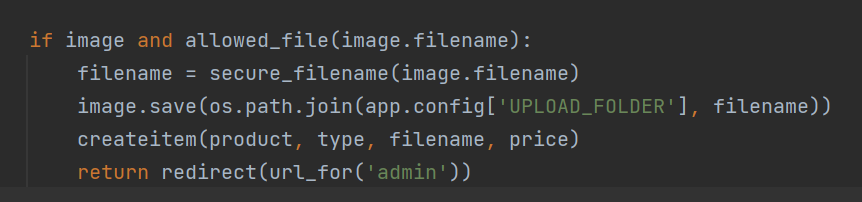 if image and allowed_file(image.filename):
    filename = secure_filename(image.filename)
    image.save(os.path.join(app.config['UPLOAD_FOLDER'], filename))
    createitem(product, type, filename, price)
    return redirect(url_for('admin'))